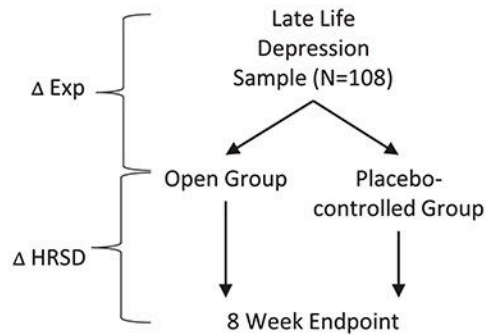 Late Life
Depression
Sample (N=108)
Δ Exp
Open Group
Placebo-
controlled Group
Δ HRSD
8 Week Endpoint